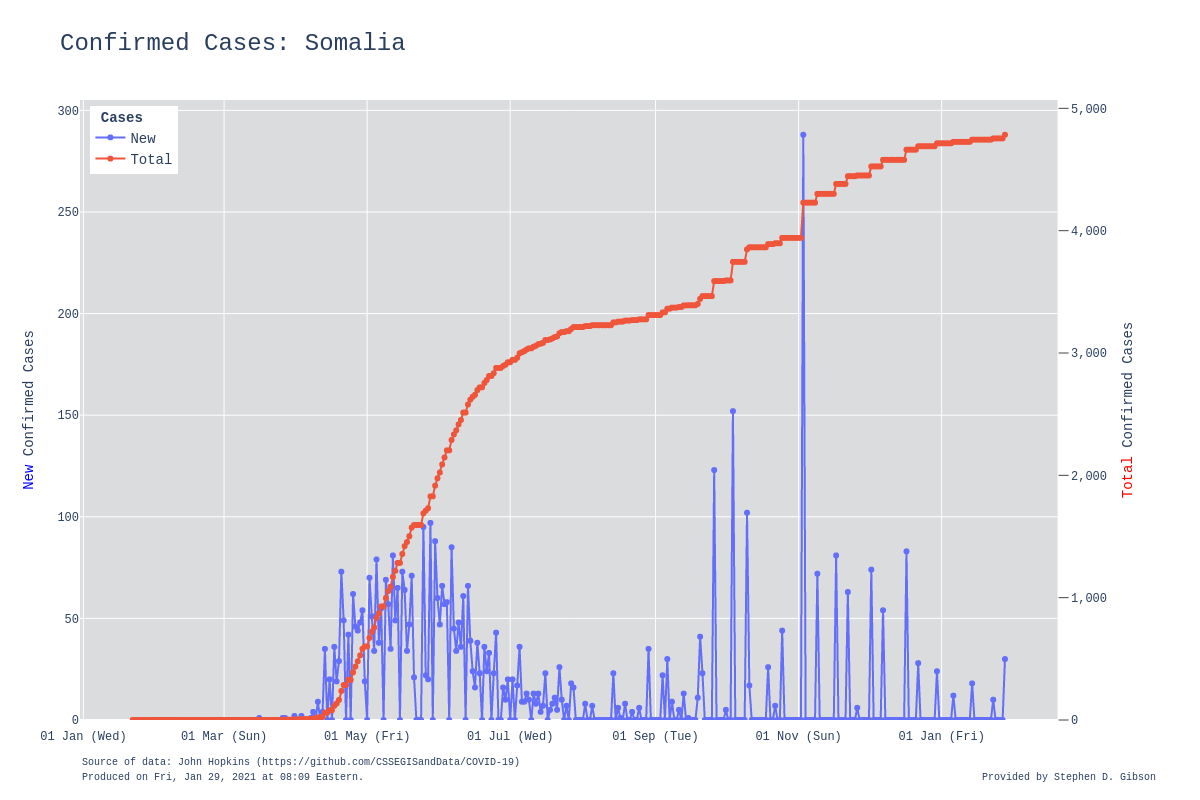 Confirmed Cases: Somalia
Cases
New
Total
300
250
200
150
100
50
0
5,000
4,000
3,000
2,000
1,000
0
New Confirmed Cases
Total Confirmed Cases
01 Jan (Wed)
01 Mar (Sun)
01 May (Fri)
01 Jul (Wed)
01 Sep (Tue)
01 Nov (Sun)
01 Jan (Fri)
Source of data: John Hopkins (https://github.com/CSSEGISandData/COVID-19)
Produced on Fri, Jan 29, 2021 at 08:09 Eastern.
Provided by Stephen D. Gibson